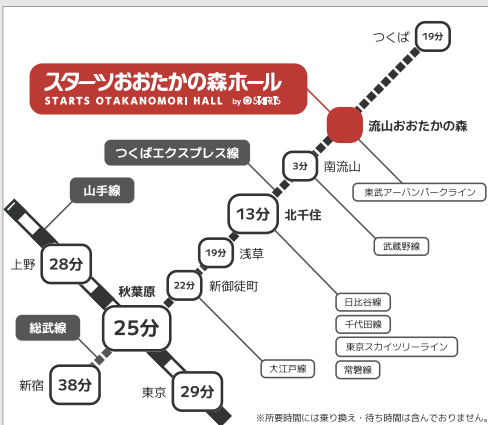 つくば 19分
スターツおおたかの森ホール
STARTS OTAKANOMORI HALL by STARTS
流山おおたかの森
つくばエクスプレス線
3分 南流山
東武アーバンパークライン
山手線
13分 北千住
武蔵野線
上野 28分
19分 浅草
秋葉原
22分 新御徒町
日比谷線
25分
千代田線
総武線
東京スカイツリーライン
大江戸線
常磐線
新宿 38分
東京 29分
※所要時間には乗り換え・待ち時間は含んでおりません。